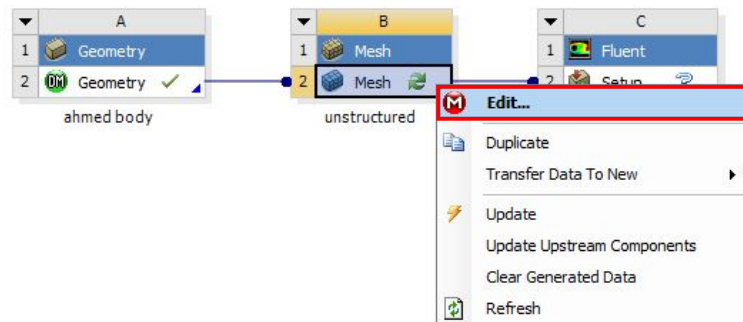 A
1 Geometry
2 DM Geometry
ahmed body
B
1 Mesh
2 Mesh
unstructured
C
1 Fluent
2 Setup
M Edit...
Duplicate
Transfer Data To New
Update
Update Upstream Components
Clear Generated Data
Refresh